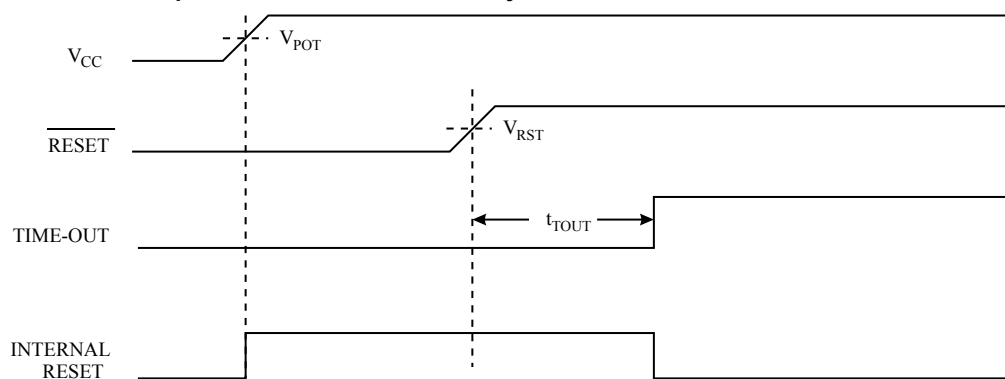 V_POT
V_CC
V_RST
RESET
t_TOUT
TIME-OUT
INTERNAL
RESET